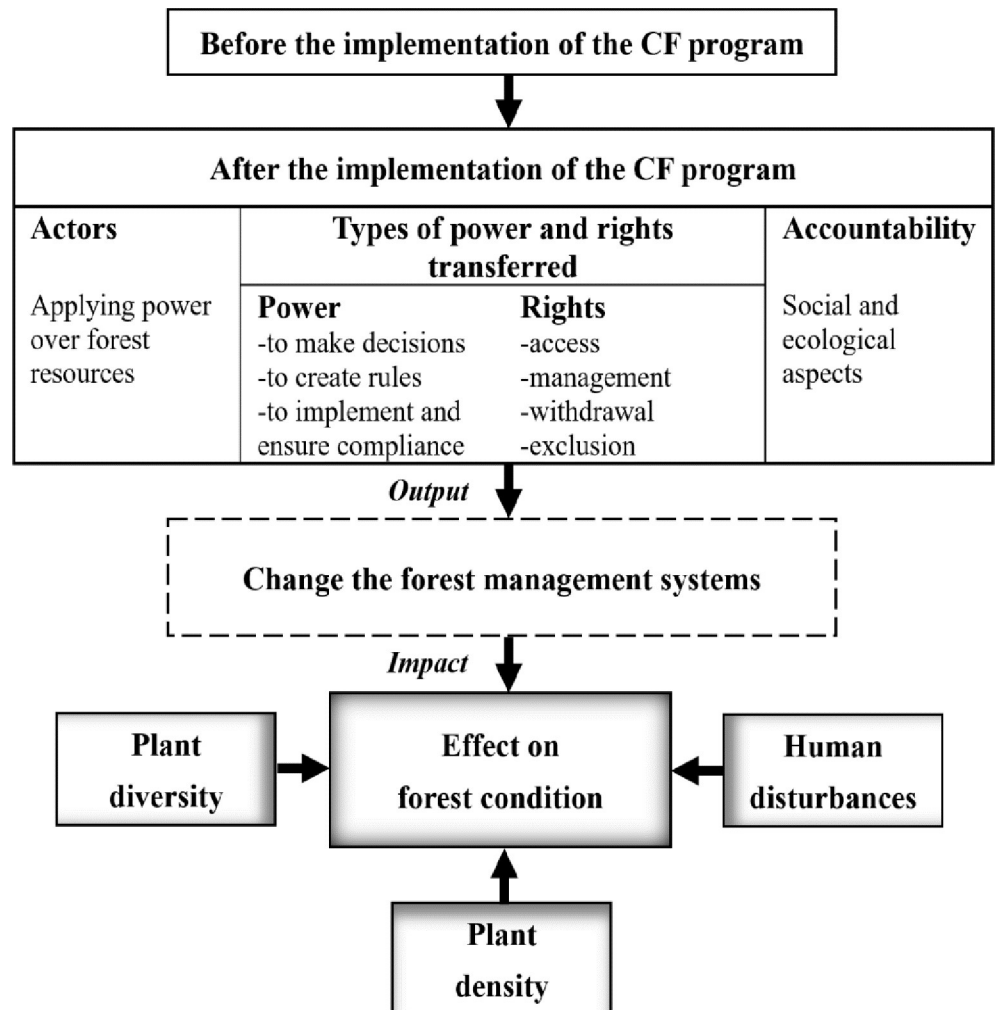 Before the implementation of the CF program
After the implementation of the CF program
Actors
Applying power
over forest
resources
Types of power and rights
transferred
Power
-to make decisions
-to create rules
-to implement and
ensure compliance
Rights
-access
-management
-withdrawal
-exclusion
Accountability
Social and
ecological
aspects
Output
Change the forest management systems
Impact
Plant
diversity
Effect on
forest condition
Human
disturbances
Plant
density